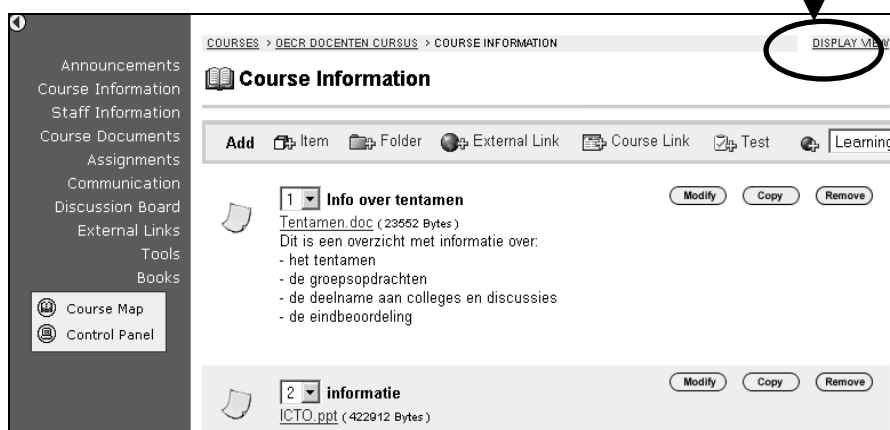 COURSES > OECR DOCENTEN CURSUS > COURSE INFORMATION
DISPLAY VIEW
Course Information
Announcements
Course Information
Staff Information
Course Documents
Assignments
Communication
Discussion Board
External Links
Tools
Books
Course Map
Control Panel
Add Item Folder External Link Course Link Test Learning
1 Info over tentamen Modify Copy Remove
Tentamen.doc (23552 Bytes)
Dit is een overzicht met informatie over:
- het tentamen
- de groepsopdrachten
- de deelname aan colleges en discussies
- de eindbeoordeling
2 informatie Modify Copy Remove
ICTO.ppt (422912 Bytes)